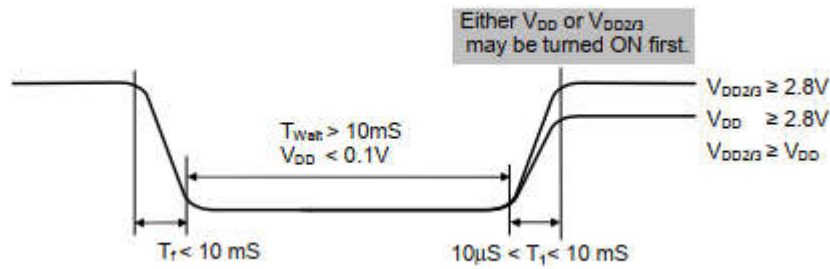 Either VDD or VDD2/3
may be turned ON first.
VDD2/3 ≥ 2.8V
VDD ≥ 2.8V
VDD2/3 ≥ VDD
TWait > 10mS
VDD < 0.1V
Tf < 10 mS
10µS < T1 < 10 mS